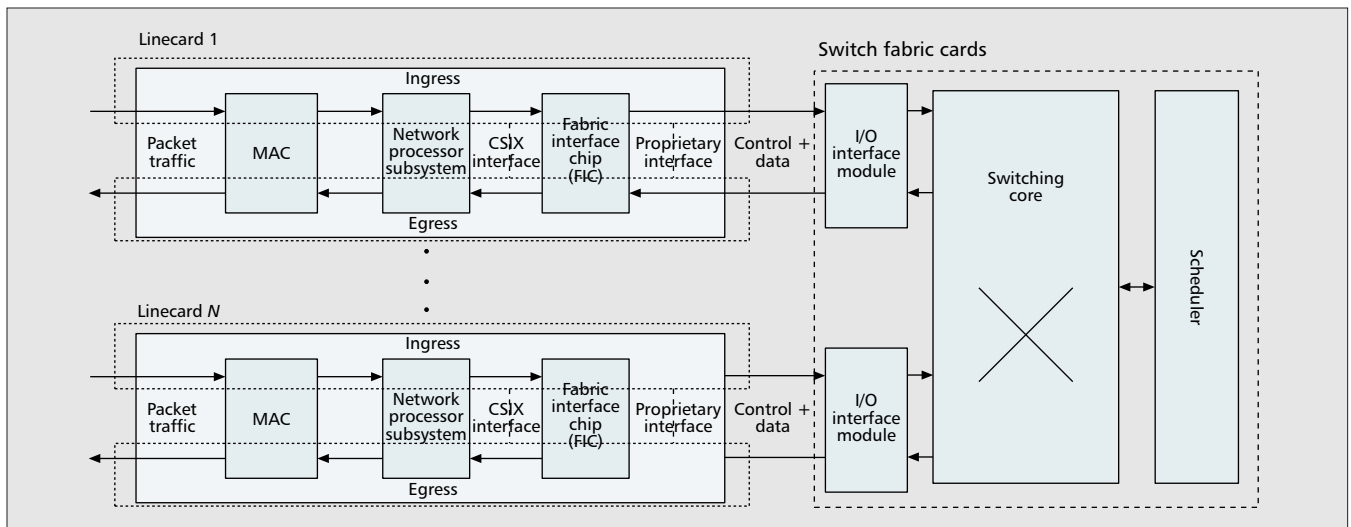 Linecard 1
Switch fabric cards
Ingress
Packet
traffic
MAC
Network
processor
subsystem
CSIX
interface
Fabric
interface
chip
(FIC)
Proprietary
interface
Control +
data
I/O
interface
module
Switching
core
Scheduler
Egress
Linecard N
Ingress
Packet
traffic
MAC
Network
processor
subsystem
CSIX
interface
Fabric
interface
chip
(FIC)
Proprietary
interface
Control +
data
I/O
interface
module
Egress